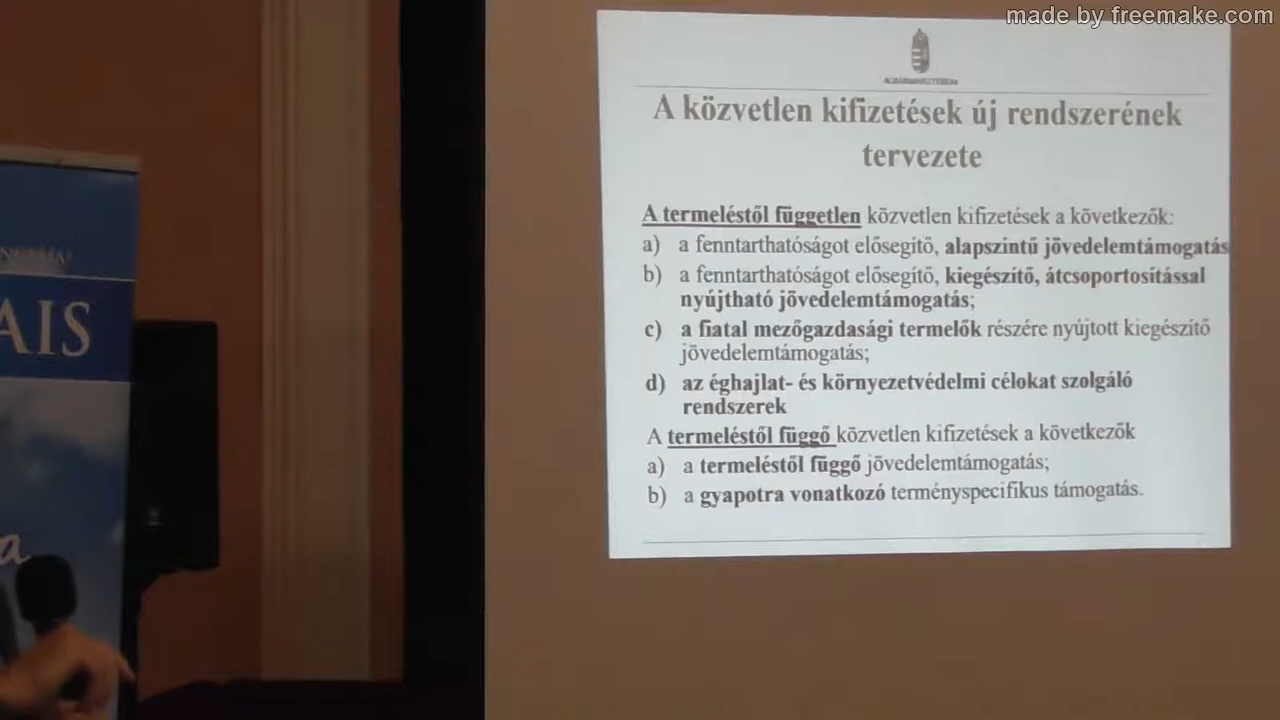 made by freemake.com
AGRÁRMINISZTÉRIUM
A közvetlen kifizetések új rendszerének
tervezete
A termeléstől független közvetlen kifizetések a következők:
a) a fenntarthatóságot elősegítő, alapszintű jövedelemtámogatás
b) a fenntarthatóságot elősegítő, kiegészítő, átcsoportosítással
nyújtható jövedelemtámogatás;
c) a fiatal mezőgazdasági termelők részére nyújtott kiegészítő
jövedelemtámogatás;
d) az éghajlat- és környezetvédelmi célokat szolgáló
rendszerek
A termeléstől függő közvetlen kifizetések a következők
a) a termeléstől függő jövedelemtámogatás;
b) a gyapotra vonatkozó terményspecifikus támogatás.
AIS
a